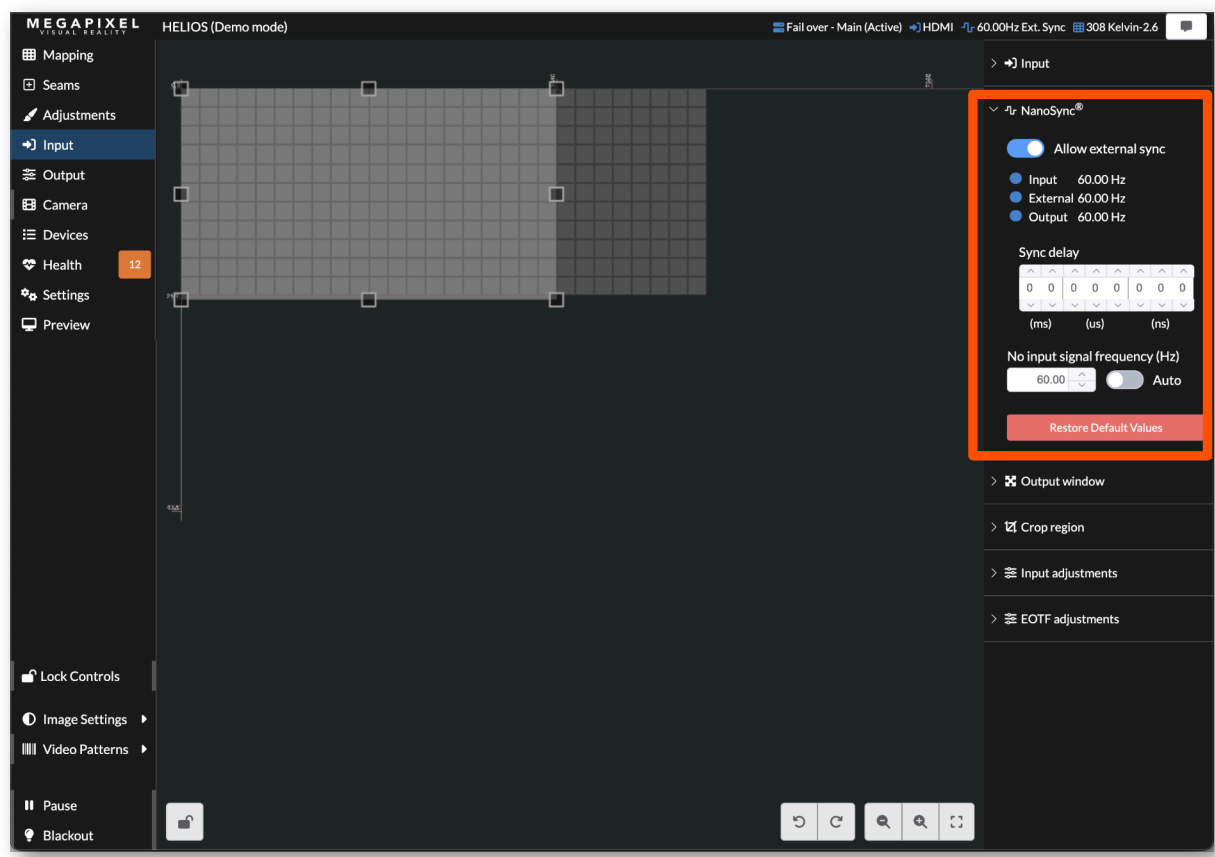 MEGAPIXEL
VISUAL REALITY
HELIOS (Demo mode)
Fail over - Main (Active)
HDMI
60.00Hz Ext. Sync
308 Kelvin-2.6
Mapping
Seams
Adjustments
Input
Output
Camera
Devices
Health 12
Settings
Preview
Lock Controls
Image Settings
Video Patterns
Pause
Blackout
Input
NanoSync®
Allow external sync
Input 60.00 Hz
External 60.00 Hz
Output 60.00 Hz
Sync delay
0 0 0 0 0 0 0 0
(ms) (us) (ns)
No input signal frequency (Hz)
60.00 Auto
Restore Default Values
Output window
Crop region
Input adjustments
EOTF adjustments